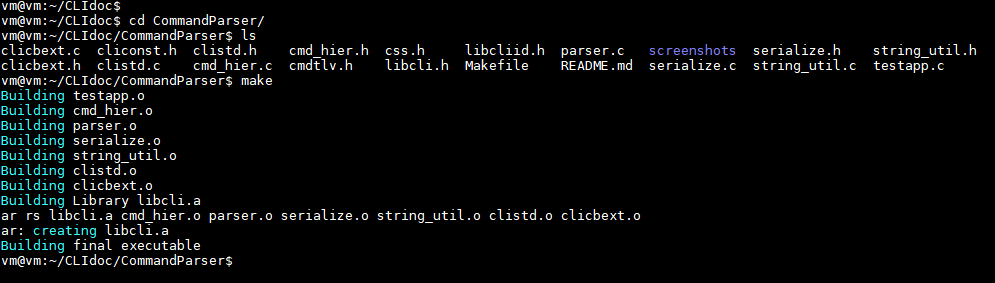 vm@vm:~/CLIdoc$
vm@vm:~/CLIdoc$ cd CommandParser/
vm@vm:~/CLIdoc/CommandParser$ ls
clicbext.c  cliconst.h  clistd.h    cmd_hier.h  css.h     libcliid.h  parser.c   screenshots  serialize.h    string_util.h
clicbext.h  clistd.c    cmd_hier.c  cmdtlv.h    libcli.h  Makefile    README.md  serialize.c  string_util.c  testapp.c
vm@vm:~/CLIdoc/CommandParser$ make
Building testapp.o
Building cmd_hier.o
Building parser.o
Building serialize.o
Building string_util.o
Building clistd.o
Building clicbext.o
Building Library libcli.a
ar rs libcli.a cmd_hier.o parser.o serialize.o string_util.o clistd.o clicbext.o
ar: creating libcli.a
Building final executable
vm@vm:~/CLIdoc/CommandParser$